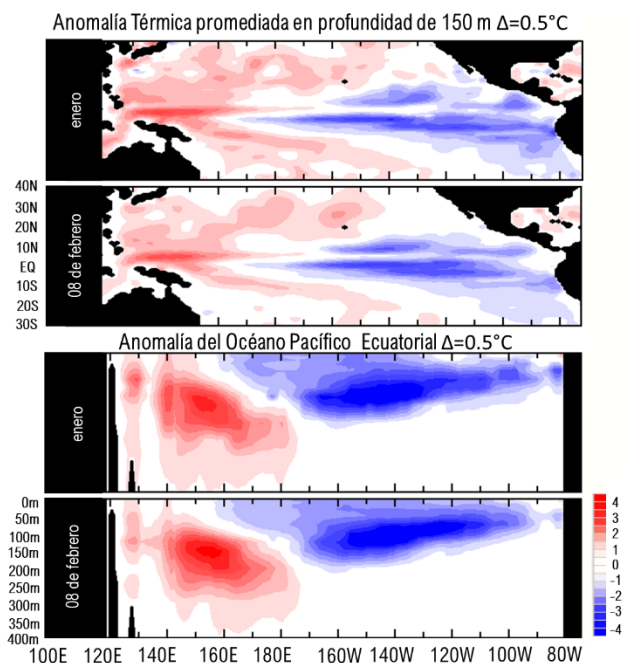 Anomalía Térmica promediada en profundidad de 150 m Δ=0.5°C
enero
40N
30N
20N
10N
EQ
10S
20S
30S
08 de febrero
Anomalía del Océano Pacífico Ecuatorial Δ=0.5°C
enero
0m
50m
100m
150m
200m
250m
300m
350m
400m
08 de febrero
4
3
2
1
0
-1
-2
-3
-4
100E 120E 140E 160E 180E 160W 140W 120W 100W 80W